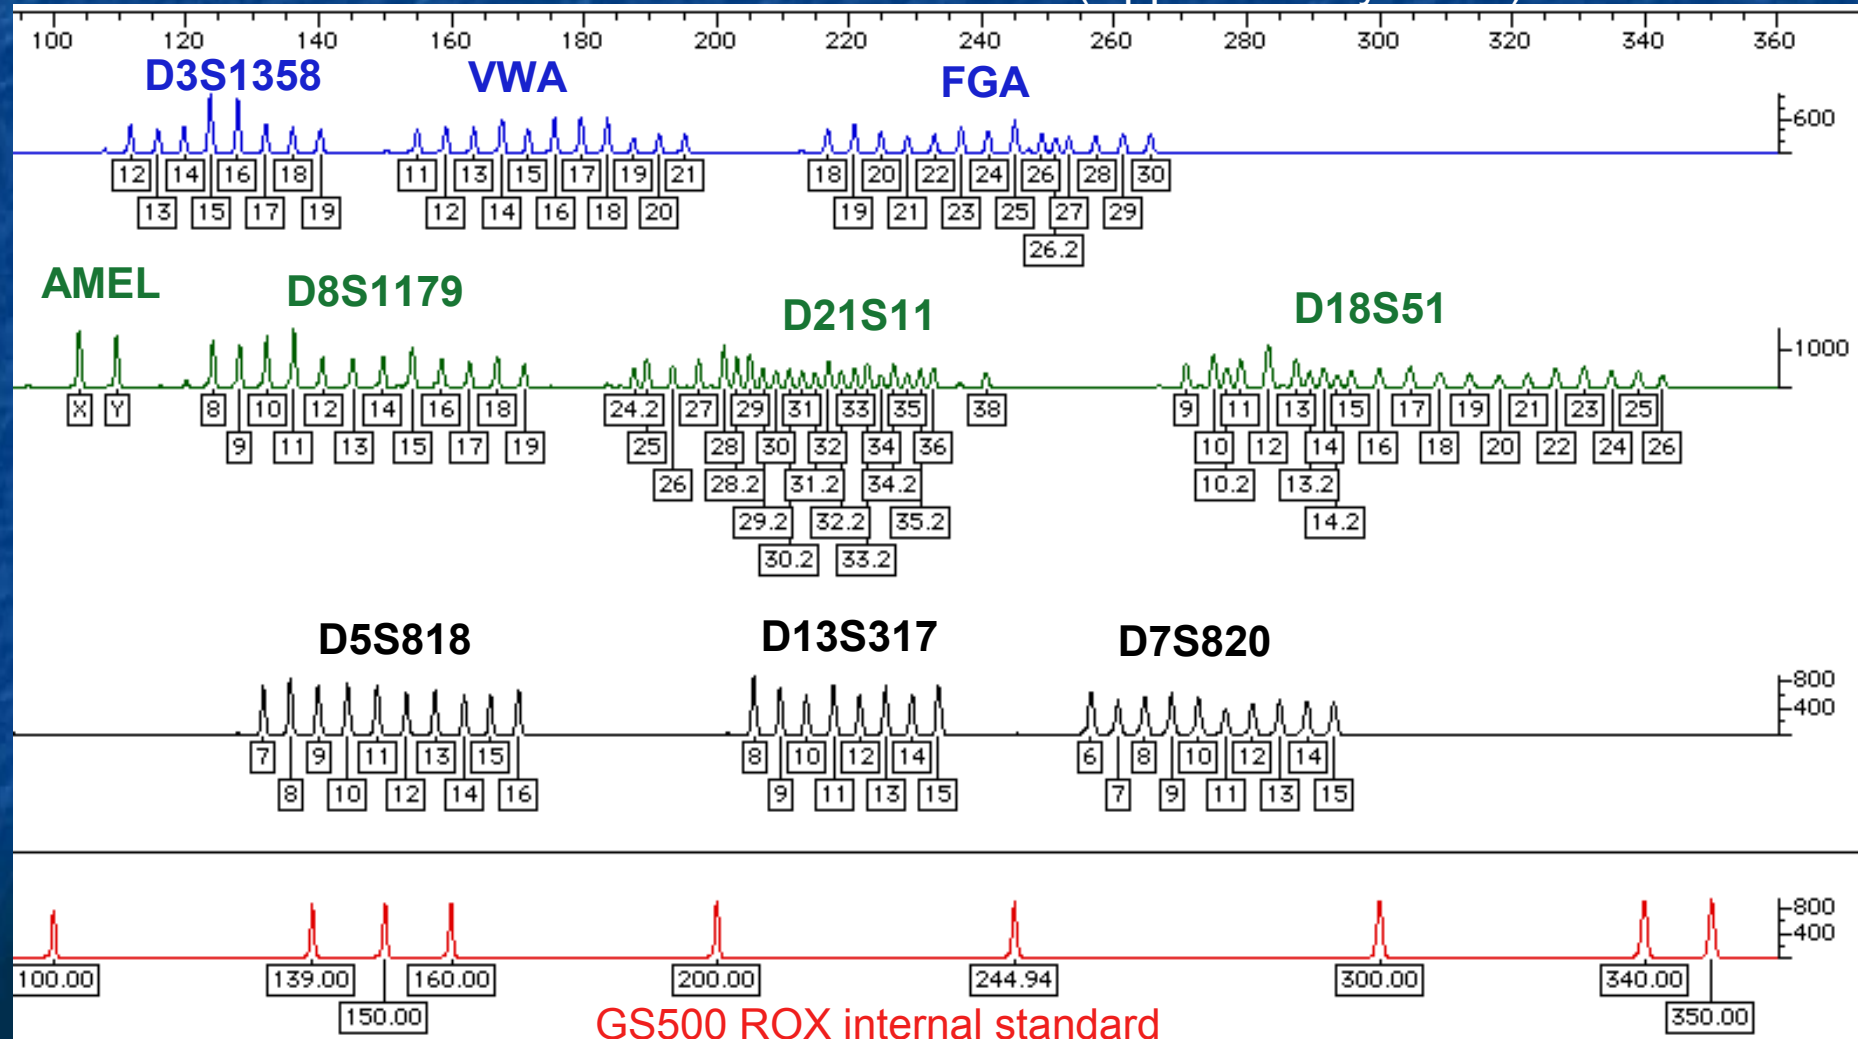 100 120 140 160 180 200 220 240 260 280 300 320 340 360
D3S1358 VWA FGA
600
12 14 16 18 11 13 15 17 19 21 18 20 22 24 26 28 30
13 15 17 19 12 14 16 18 20 19 21 23 25 27 29
26.2
AMEL D8S1179 D21S11 D18S51
1000
X Y 8 10 12 14 16 18 24.2 27 29 31 33 35 38 9 11 13 15 17 19 21 23 25
9 11 13 15 17 19 25 28 30 32 34 36 10 12 14 16 18 20 22 24 26
26 28.2 31.2 34.2 10.2 13.2
29.2 32.2 35.2 14.2
30.2 33.2
D5S818 D13S317 D7S820
800
400
7 9 11 13 15 8 10 12 14 6 8 10 12 14
8 10 12 14 16 9 11 13 15 7 9 11 13 15
800
400
100.00 139.00 160.00 200.00 244.94 300.00 340.00
150.00 350.00
GS500 ROX internal standard